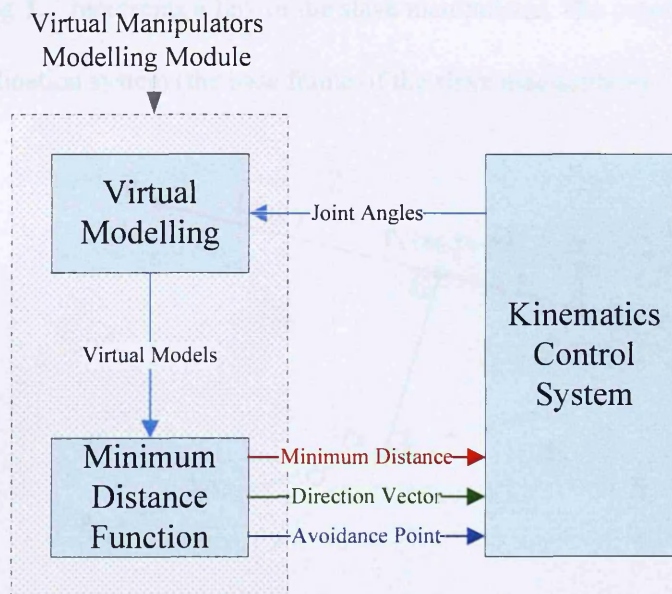 Virtual Manipulators
Modelling Module
Virtual
Modelling
Joint Angles
Virtual Models
Kinematics
Control
System
Minimum
Distance
Function
Minimum Distance
Direction Vector
Avoidance Point